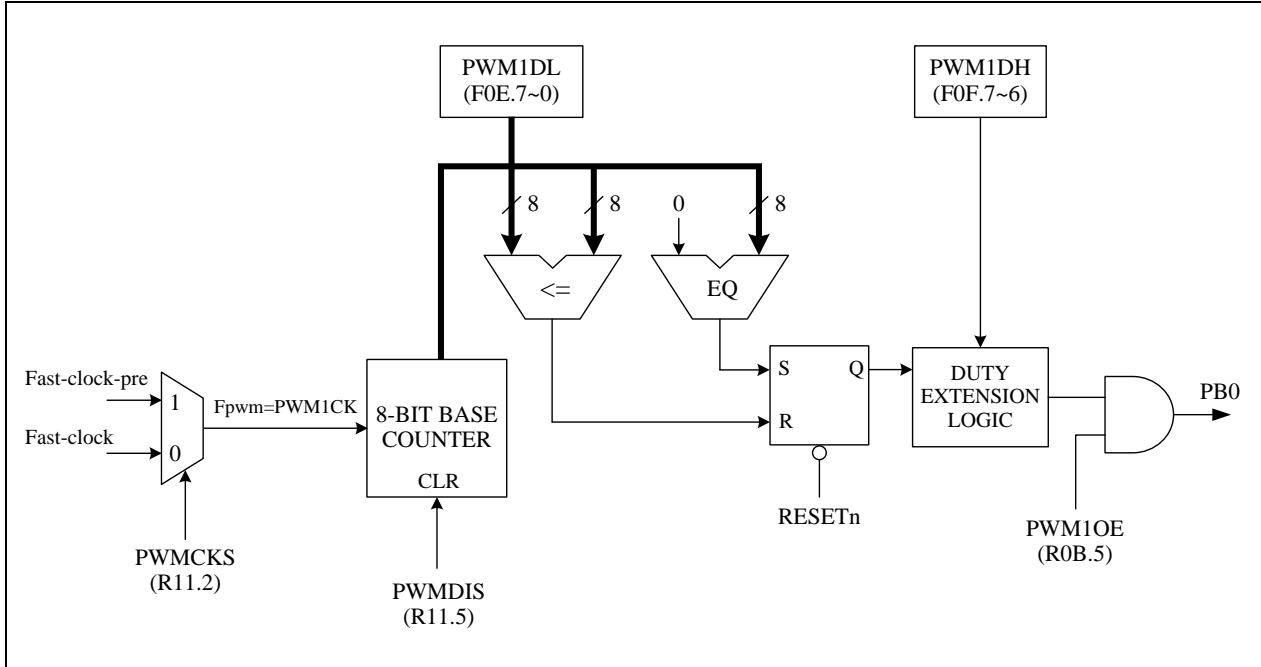 PWM1DL
(F0E.7~0)
PWM1DH
(F0F.7~6)
8
8
0
8
<=
EQ
Fast-clock-pre
1
Fpwm=PWM1CK
Fast-clock
0
8-BIT BASE
COUNTER
CLR
S
Q
R
DUTY
EXTENSION
LOGIC
PB0
RESETn
PWM1OE
(R0B.5)
PWMCKS
(R11.2)
PWMDIS
(R11.5)